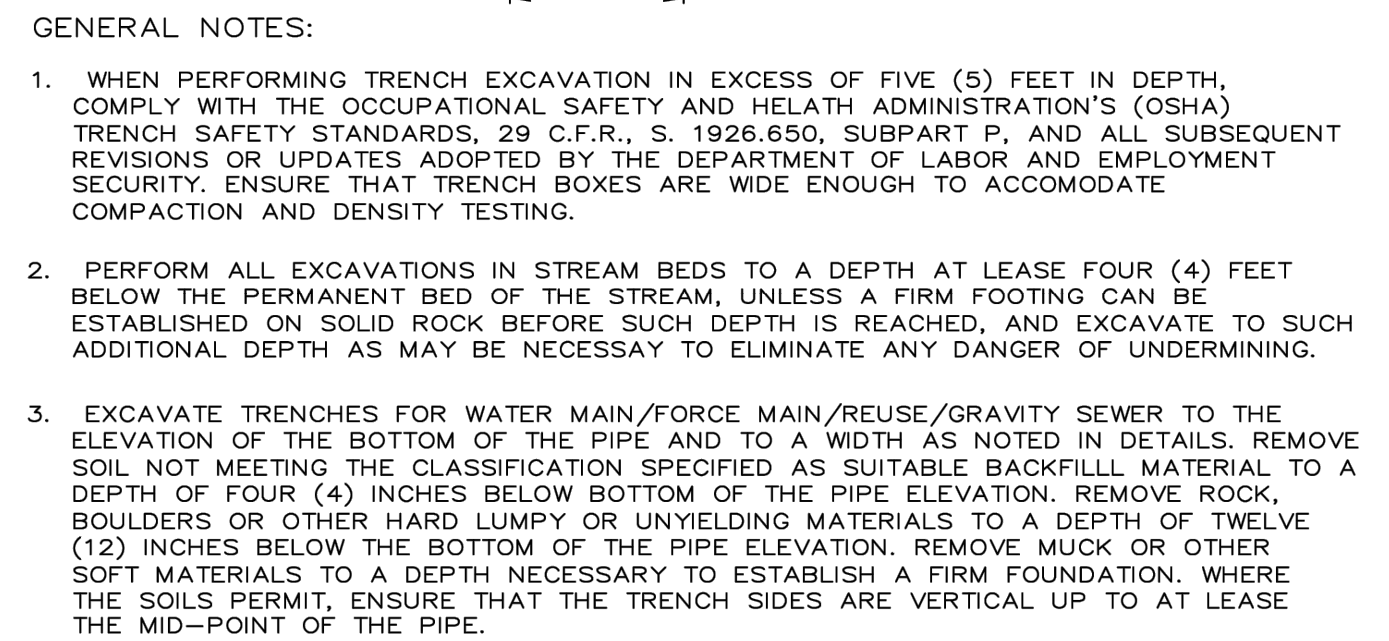 GENERAL NOTES:
1. WHEN PERFORMING TRENCH EXCAVATION IN EXCESS OF FIVE (5) FEET IN DEPTH,
COMPLY WITH THE OCCUPATIONAL SAFETY AND HELATH ADMINISTRATION'S (OSHA)
TRENCH SAFETY STANDARDS, 29 C.F.R., S. 1926.650, SUBPART P, AND ALL SUBSEQUENT
REVISIONS OR UPDATES ADOPTED BY THE DEPARTMENT OF LABOR AND EMPLOYMENT
SECURITY. ENSURE THAT TRENCH BOXES ARE WIDE ENOUGH TO ACCOMODATE
COMPACTION AND DENSITY TESTING.
2. PERFORM ALL EXCAVATIONS IN STREAM BEDS TO A DEPTH AT LEASE FOUR (4) FEET
BELOW THE PERMANENT BED OF THE STREAM, UNLESS A FIRM FOOTING CAN BE
ESTABLISHED ON SOLID ROCK BEFORE SUCH DEPTH IS REACHED, AND EXCAVATE TO SUCH
ADDITIONAL DEPTH AS MAY BE NECESSAY TO ELIMINATE ANY DANGER OF UNDERMINING.
3. EXCAVATE TRENCHES FOR WATER MAIN/FORCE MAIN/REUSE/GRAVITY SEWER TO THE
ELEVATION OF THE BOTTOM OF THE PIPE AND TO A WIDTH AS NOTED IN DETAILS. REMOVE
SOIL NOT MEETING THE CLASSIFICATION SPECIFIED AS SUITABLE BACKFILLL MATERIAL TO A
DEPTH OF FOUR (4) INCHES BELOW BOTTOM OF THE PIPE ELEVATION. REMOVE ROCK,
BOULDERS OR OTHER HARD LUMPY OR UNYIELDING MATERIALS TO A DEPTH OF TWELVE
(12) INCHES BELOW THE BOTTOM OF THE PIPE ELEVATION. REMOVE MUCK OR OTHER
SOFT MATERIALS TO A DEPTH NECESSARY TO ESTABLISH A FIRM FOUNDATION. WHERE
THE SOILS PERMIT, ENSURE THAT THE TRENCH SIDES ARE VERTICAL UP TO AT LEASE
THE MID–POINT OF THE PIPE.